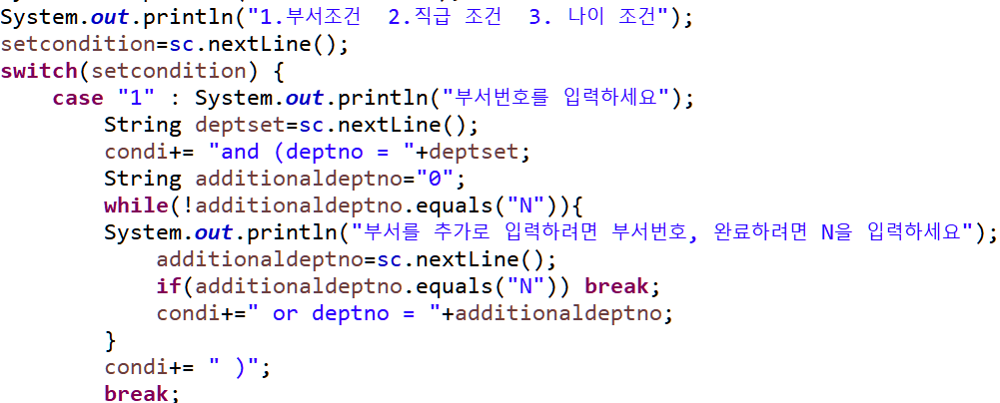 System.out.println("1.부서조건  2.직급 조건  3. 나이 조건");
setcondition=sc.nextLine();
switch(setcondition) {
    case "1" : System.out.println("부서번호를 입력하세요");
        String deptset=sc.nextLine();
        condi+= "and (deptno = "+deptset;
        String additionaldeptno="0";
        while(!additionaldeptno.equals("N")){
        System.out.println("부서를 추가로 입력하려면 부서번호, 완료하려면 N을 입력하세요");
            additionaldeptno=sc.nextLine();
            if(additionaldeptno.equals("N")) break;
            condi+=" or deptno = "+additionaldeptno;
        }
        condi+= " )";
        break;